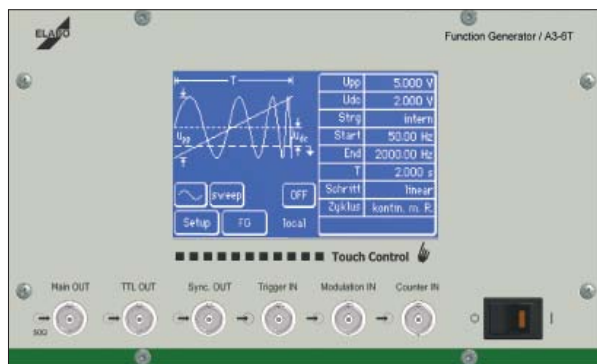 ELABO
Function Generator / A3-6T
T
Upp
Udc
Upp 5.000 V
Udc 2.000 V
Strg intern
Start 50.00 Hz
End 2000.00 Hz
T 2.000 s
Schritt linear
Zyklus kontin. m. R.
sweep
OFF
Setup
FG
local
Touch Control
Main OUT
TTL OUT
Sync. OUT
Trigger IN
Modulation IN
Counter IN
50Ω
O
I